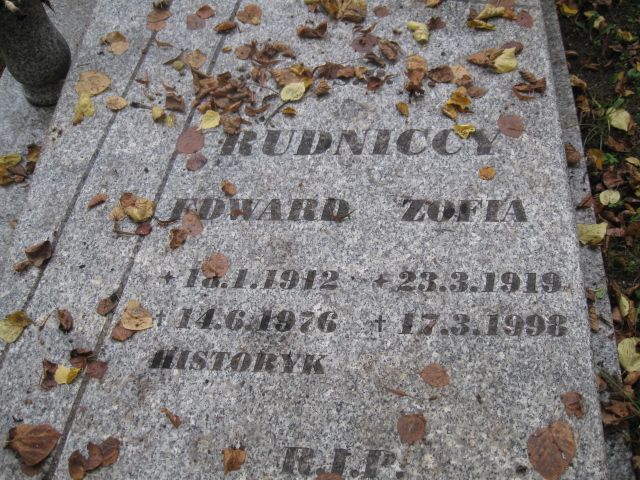 RUDNICCY
EDWARD ZOFIA
+ 18.1.1912 + 23.3.1919
+ 14.6.1976 + 17.3.1998
HISTORYK
R.I.P.